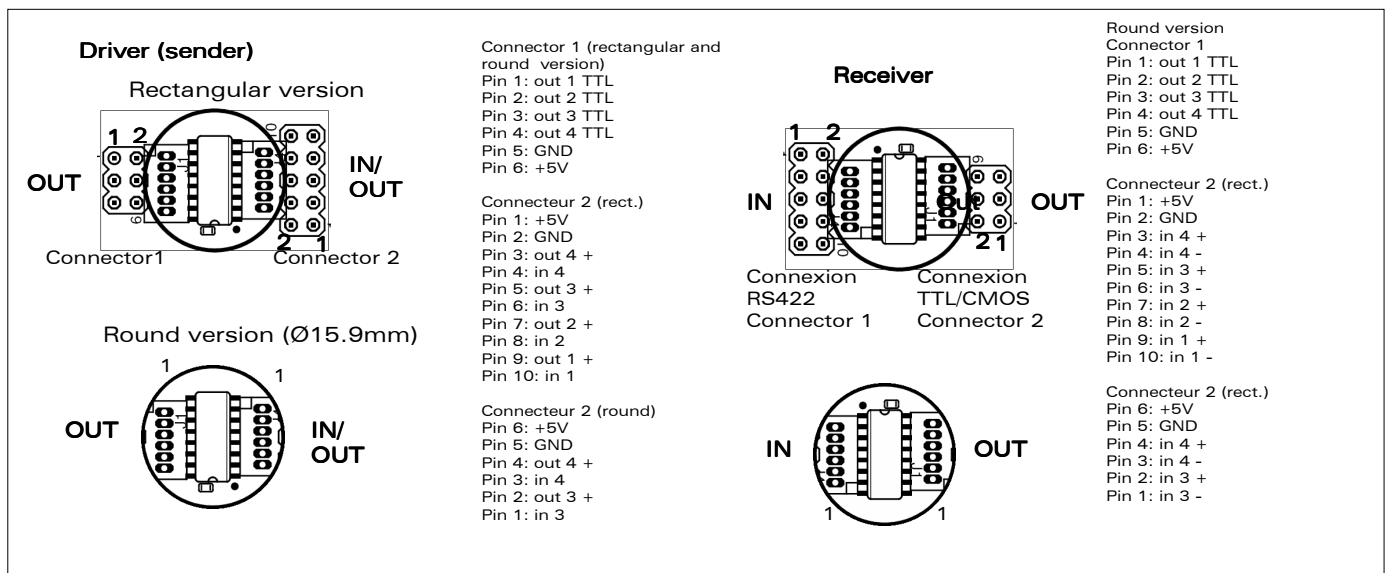 Driver (sender)
Rectangular version
1 2
10
OUT
IN/
OUT
J1
6
2 1
Connector1
Connector 2
Round version (Ø15.9mm)
1
1
OUT
J1
IN/
OUT
Connector 1 (rectangular and
round version)
Pin 1: out 1 TTL
Pin 2: out 2 TTL
Pin 3: out 3 TTL
Pin 4: out 4 TTL
Pin 5: GND
Pin 6: +5V
Connecteur 2 (rect.)
Pin 1: +5V
Pin 2: GND
Pin 3: out 4 +
Pin 4: in 4
Pin 5: out 3 +
Pin 6: in 3
Pin 7: out 2 +
Pin 8: in 2
Pin 9: out 1 +
Pin 10: in 1
Connecteur 2 (round)
Pin 6: +5V
Pin 5: GND
Pin 4: out 4 +
Pin 3: in 4
Pin 2: out 3 +
Pin 1: in 3
Receiver
1 2
6
IN
Out
OUT
J1
2 1
10
Connexion
RS422
Connector 1
Connexion
TTL/CMOS
Connector 2
IN
J1
OUT
1
1
Round version
Connector 1
Pin 1: out 1 TTL
Pin 2: out 2 TTL
Pin 3: out 3 TTL
Pin 4: out 4 TTL
Pin 5: GND
Pin 6: +5V
Connecteur 2 (rect.)
Pin 1: +5V
Pin 2: GND
Pin 3: in 4 +
Pin 4: in 4 -
Pin 5: in 3 +
Pin 6: in 3 -
Pin 7: in 2 +
Pin 8: in 2 -
Pin 9: in 1 +
Pin 10: in 1 -
Connecteur 2 (rect.)
Pin 6: +5V
Pin 5: GND
Pin 4: in 4 +
Pin 3: in 4 -
Pin 2: in 3 +
Pin 1: in 3 -